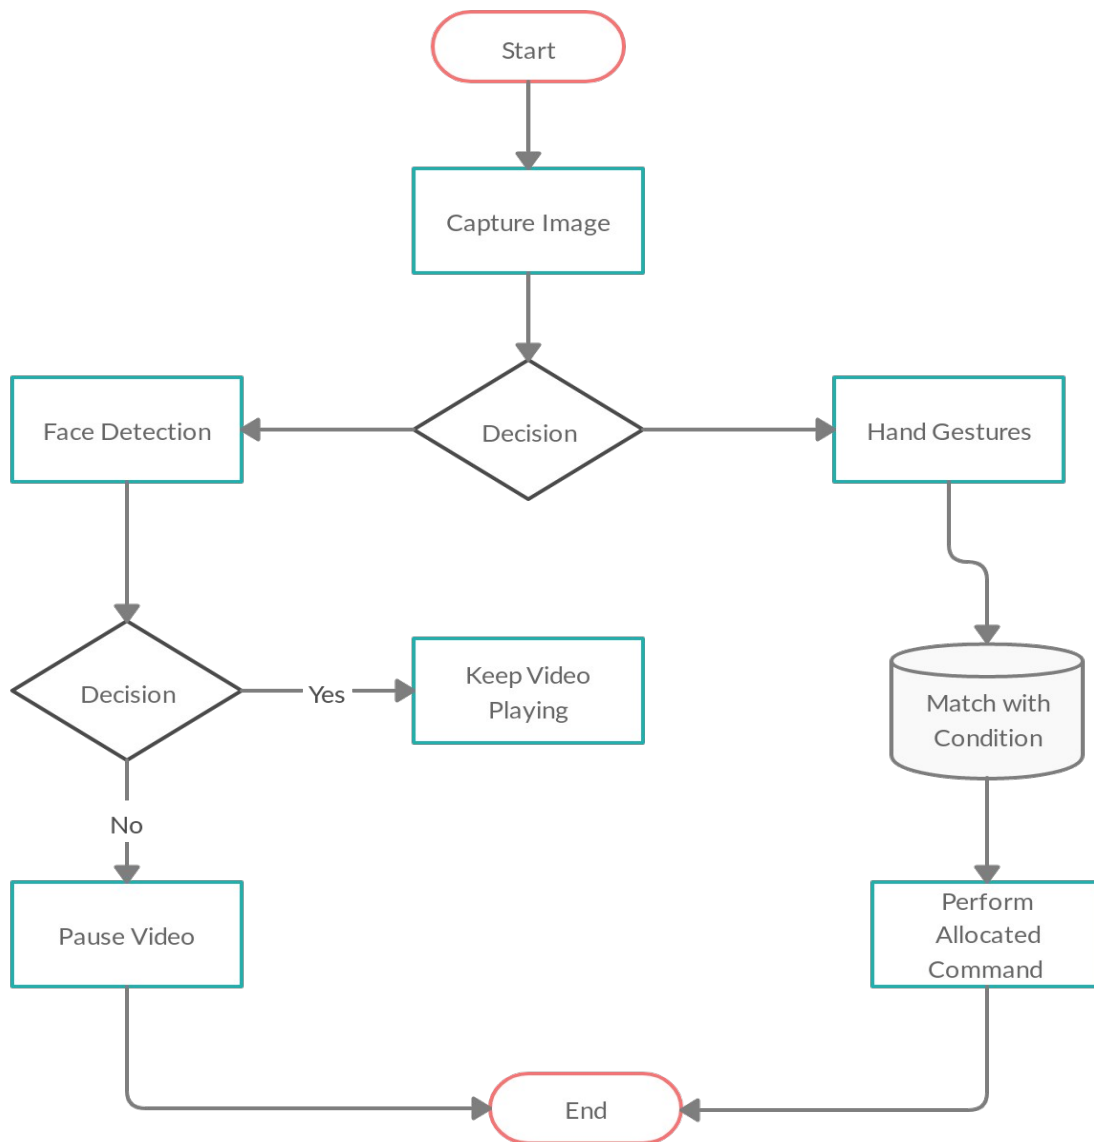 Start
Capture Image
Face Detection
Decision
Hand Gestures
Decision
Yes
Keep Video
Playing
Match with
Condition
No
Pause Video
Perform
Allocated
Command
End